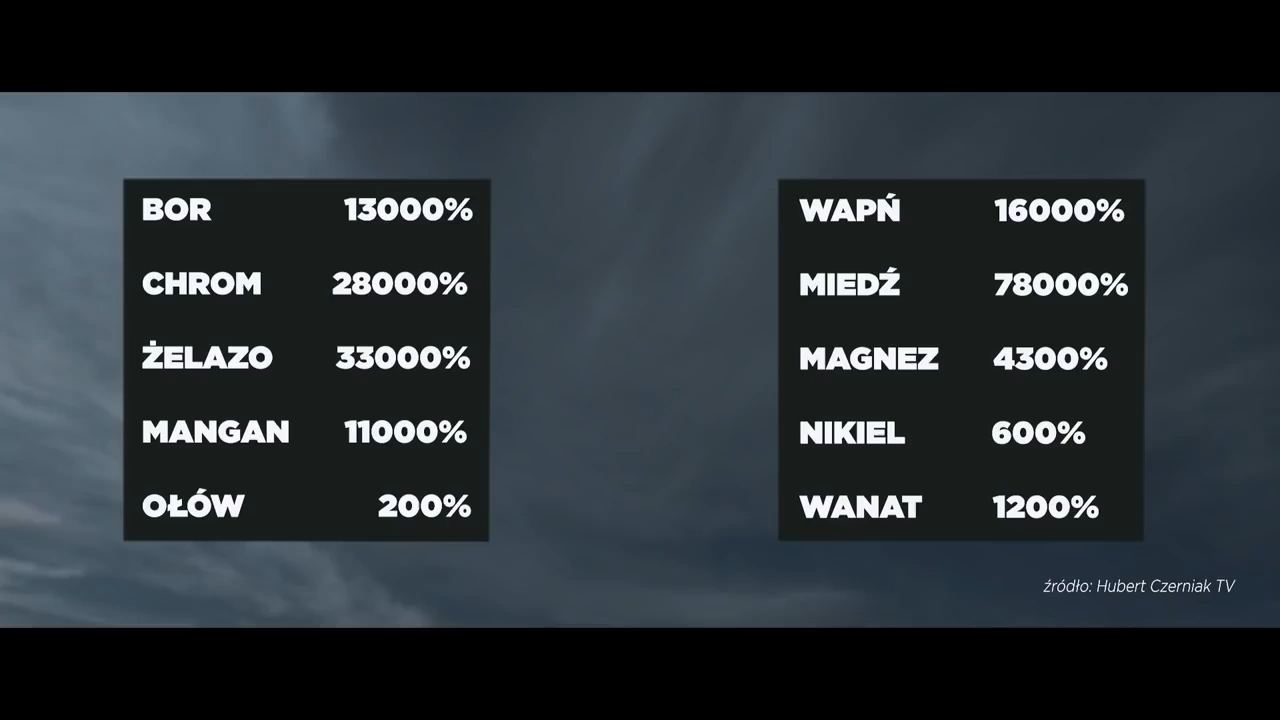 BOR 13000%
CHROM 28000%
ŻELAZO 33000%
MANGAN 11000%
OŁÓW 200%
WAPŃ 16000%
MIEDŹ 78000%
MAGNEZ 4300%
NIKIEL 600%
WANAT 1200%
źródło: Hubert Czerniak TV